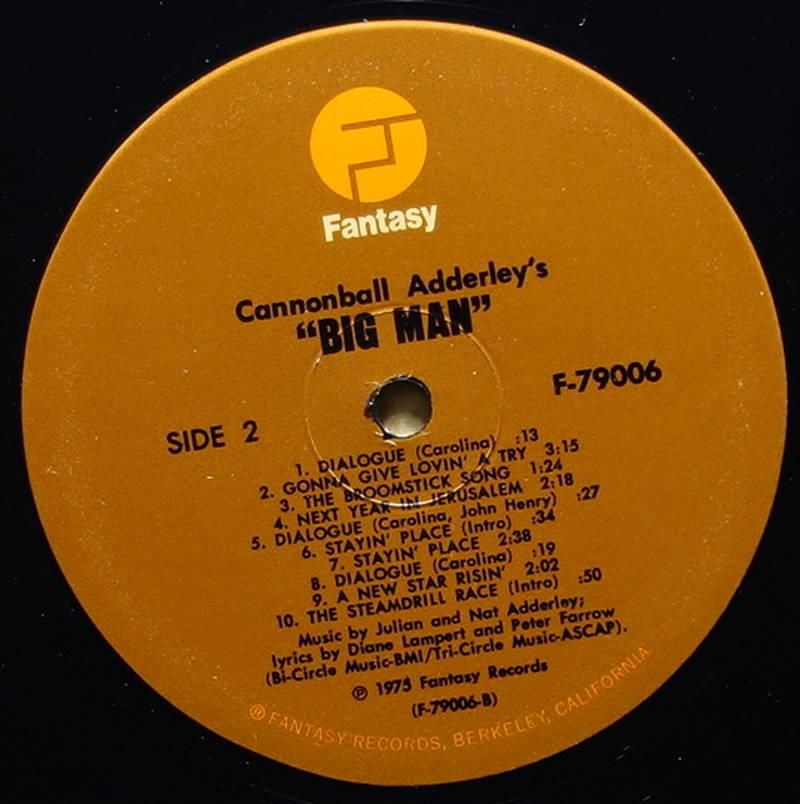 Fantasy
Cannonball Adderley's
"BIG MAN"
F-79006
SIDE 2
1. DIALOGUE (Carolina) :13
2. GONNA GIVE LOVIN' A TRY 3:15
3. THE BROOMSTICK SONG 1:24
4. NEXT YEAR IN JERUSALEM 2:18
5. DIALOGUE (Carolina, John Henry) :27
6. STAYIN' PLACE (Intro) :34
7. STAYIN' PLACE 2:38
8. DIALOGUE (Carolina) :19
9. A NEW STAR RISIN' 2:02
10. THE STEAMDRILL RACE (Intro) :50
Music by Julian and Nat Adderley;
lyrics by Diane Lampert and Peter Farrow
(Bi-Circle Music-BMI/Tri-Circle Music-ASCAP).
℗ 1975 Fantasy Records
(F-79006-B)
® FANTASY RECORDS, BERKELEY, CALIFORNIA